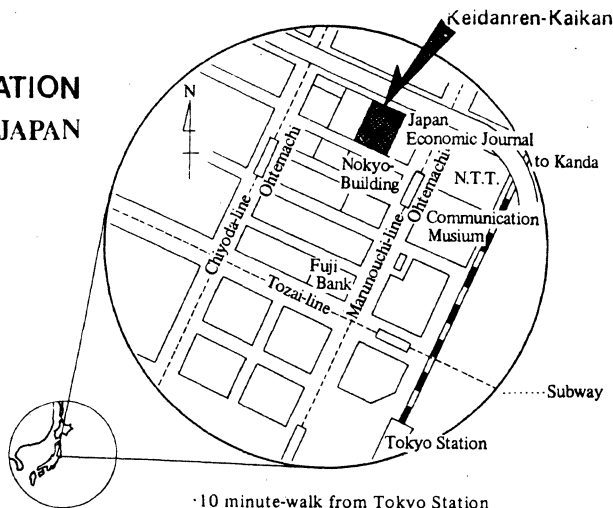 Keidanren-Kaikan
ATION
JAPAN
N
Japan
Economic Journal
to Kanda
Nokyo-
Building
N.T.T.
Ohtemachi
Ohtemachi
Communication
Musium
Chiyoda-line
Marunouchi-line
Fuji
Bank
Tozai-line
Subway
Tokyo Station
·10 minute-walk from Tokyo Station